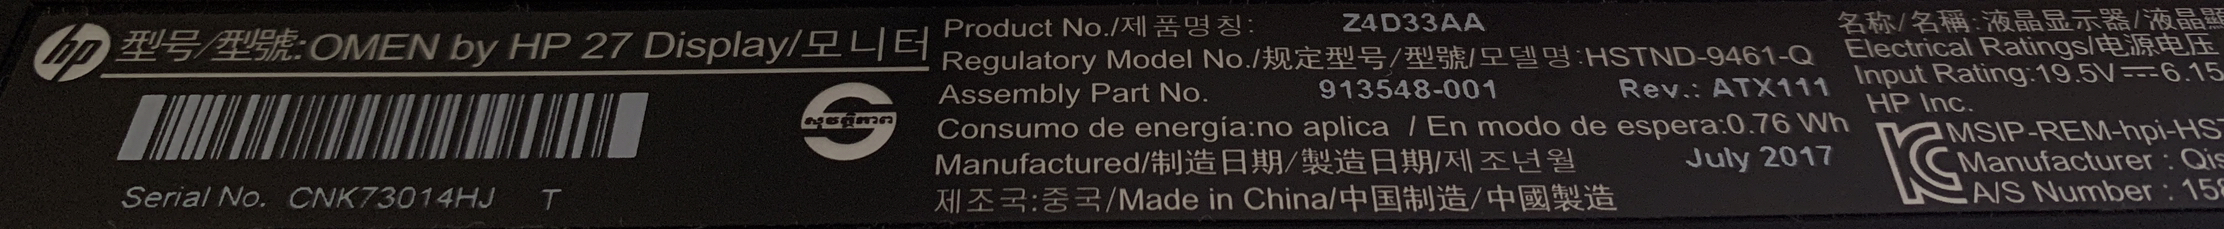 hp 型号/型號:OMEN by HP 27 Display/모니터
Serial No. CNK73014HJ T
Product No./제품명칭: Z4D33AA
Regulatory Model No./规定型号/型號/모델명:HSTND-9461-Q
Assembly Part No. 913548-001 Rev.: ATX111
Consumo de energía:no aplica / En modo de espera:0.76 Wh
Manufactured/制造日期/製造日期/제조년월 July 2017
제조국:중국/Made in China/中国制造/中國製造
名称/名稱:液晶显示器/液晶顯
Electrical Ratings/电源电压
Input Rating:19.5V⎓6.15
HP Inc.
MSIP-REM-hpi-HST
Manufacturer : Qis
A/S Number : 158